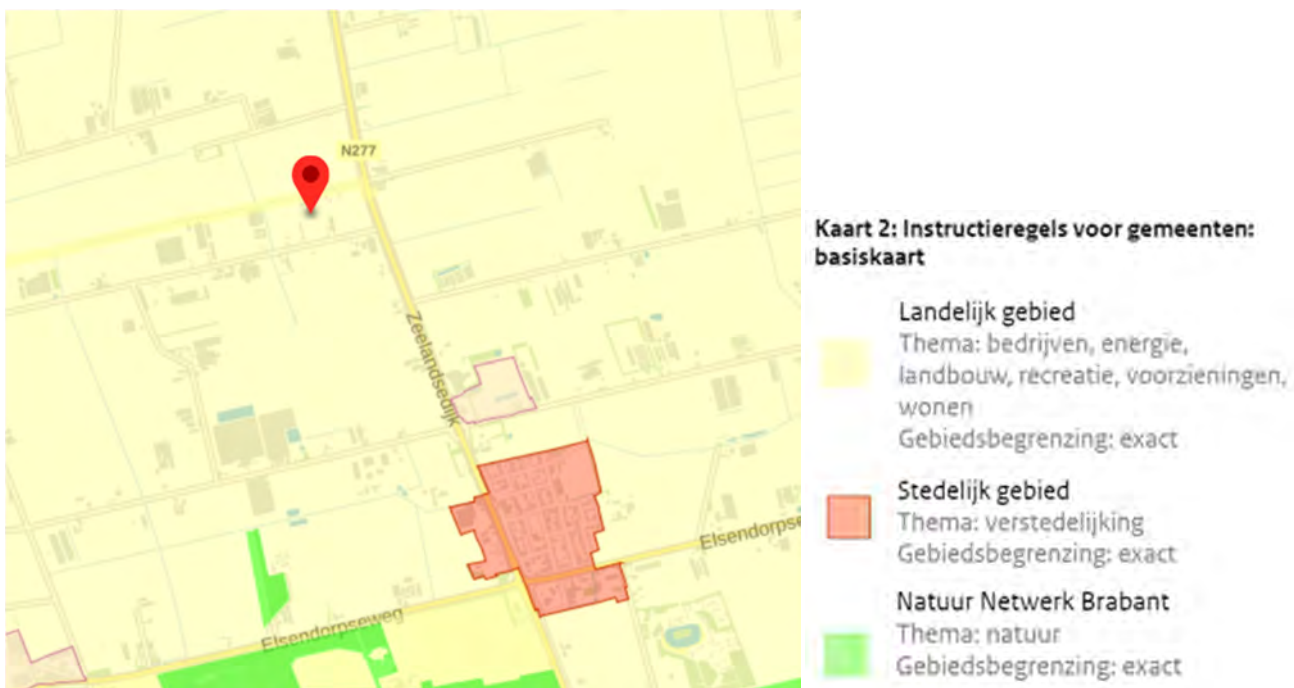 N277
Zeelandsedijk
Elsendorpse
Elsendorpseweg
Kaart 2: Instructieregels voor gemeenten:
basiskaart
Landelijk gebied
Thema: bedrijven, energie,
landbouw, recreatie, voorzieningen,
wonen
Gebiedsbegrenzing: exact
Stedelijk gebied
Thema: verstedelijking
Gebiedsbegrenzing: exact
Natuur Netwerk Brabant
Thema: natuur
Gebiedsbegrenzing: exact